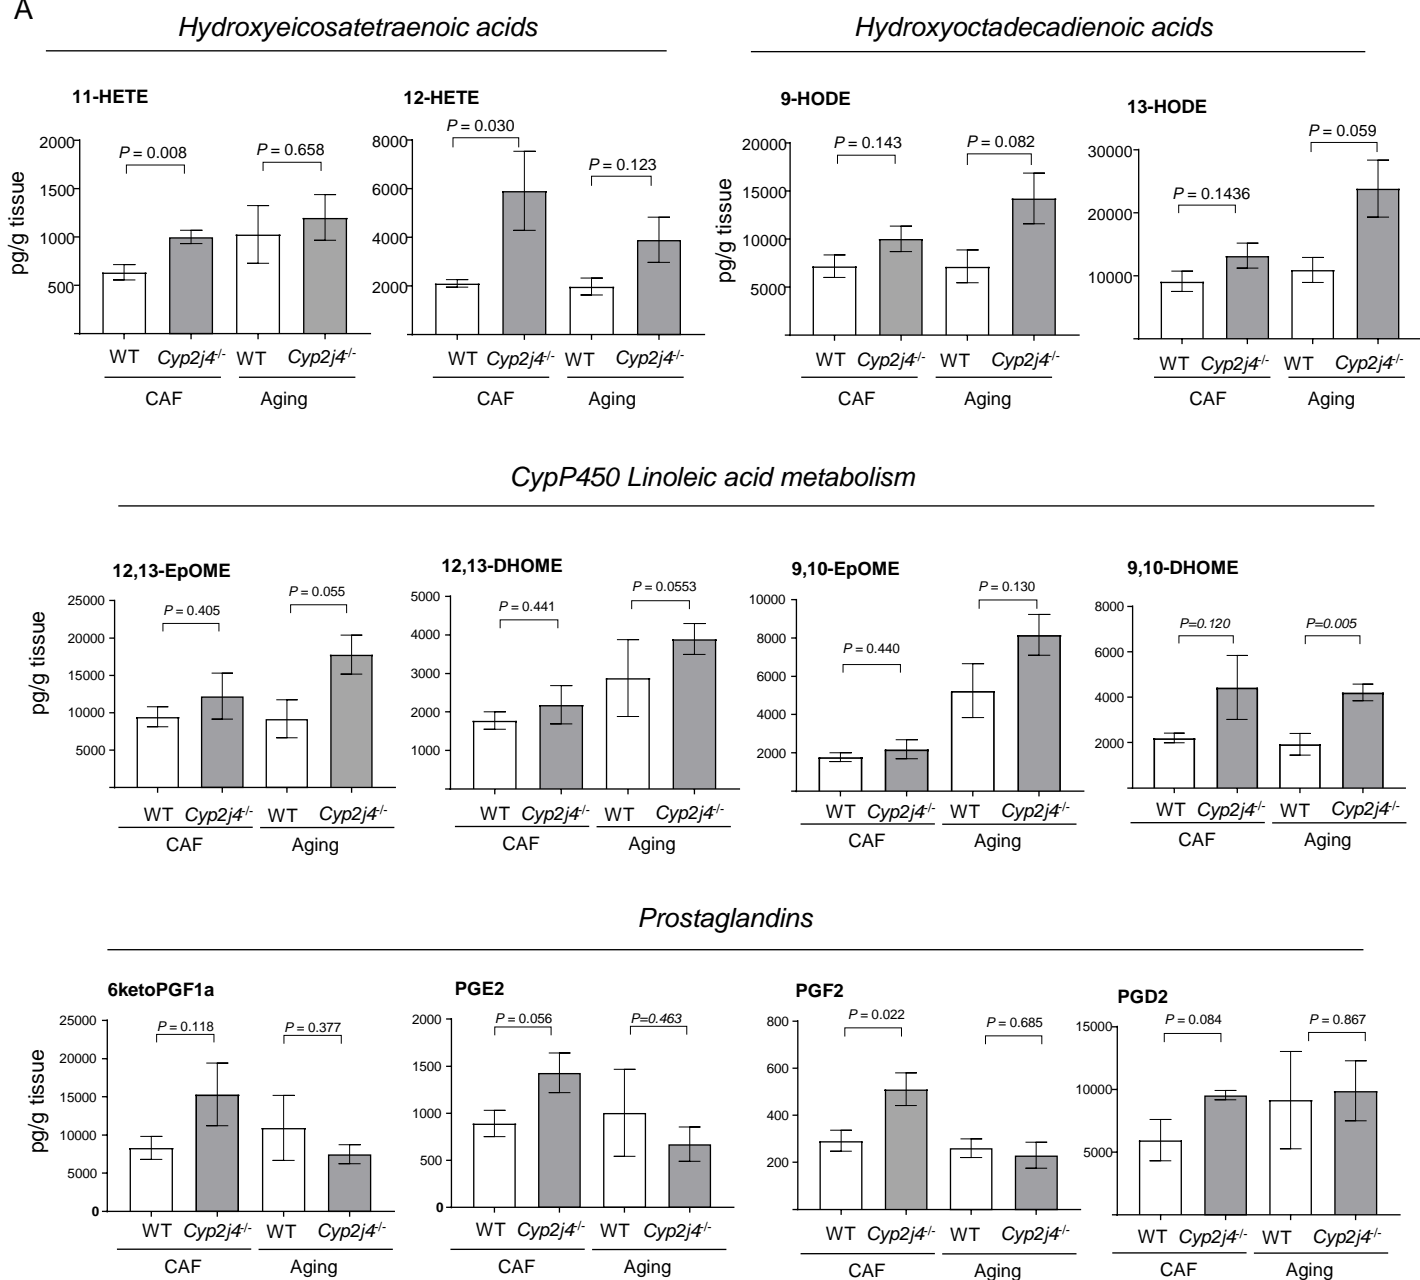 A
Hydroxyeicosatetraenoic acids
Hydroxyoctadecadienoic acids
11-HETE
pg/g tissue
2000
1500
1000
500
P = 0.008
P = 0.658
WT Cyp2j4-/- WT Cyp2j4-/-
CAF Aging
12-HETE
8000
6000
4000
2000
P = 0.030
P = 0.123
WT Cyp2j4-/- WT Cyp2j4-/-
CAF Aging
9-HODE
pg/g tissue
20000
15000
10000
5000
P = 0.143
P = 0.082
WT Cyp2j4-/- WT Cyp2j4-/-
CAF Aging
13-HODE
30000
20000
10000
P = 0.1436
P = 0.059
WT Cyp2j4-/- WT Cyp2j4-/-
CAF Aging
CypP450 Linoleic acid metabolism
12,13-EpOME
pg/g tissue
25000
20000
15000
10000
5000
P = 0.405
P = 0.055
WT Cyp2j4-/- WT Cyp2j4-/-
CAF Aging
12,13-DHOME
5000
4000
3000
2000
1000
P = 0.441
P = 0.0553
WT Cyp2j4-/- WT Cyp2j4-/-
CAF Aging
9,10-EpOME
10000
8000
6000
4000
2000
P = 0.440
P = 0.130
WT Cyp2j4-/- WT Cyp2j4-/-
CAF Aging
9,10-DHOME
8000
6000
4000
2000
P=0.120
P=0.005
WT Cyp2j4-/- WT Cyp2j4-/-
CAF Aging
Prostaglandins
6ketoPGF1a
pg/g tissue
25000
20000
15000
10000
5000
0
P = 0.118
P = 0.377
WT Cyp2j4-/- WT Cyp2j4-/-
CAF Aging
PGE2
2000
1500
1000
500
0
P = 0.056
P=0.463
WT Cyp2j4-/- WT Cyp2j4-/-
CAF Aging
PGF2
800
600
400
200
P = 0.022
P = 0.685
WT Cyp2j4-/- WT Cyp2j4-/-
CAF Aging
PGD2
15000
10000
5000
P = 0.084
P = 0.867
WT Cyp2j4-/- WT Cyp2j4-/-
CAF Aging